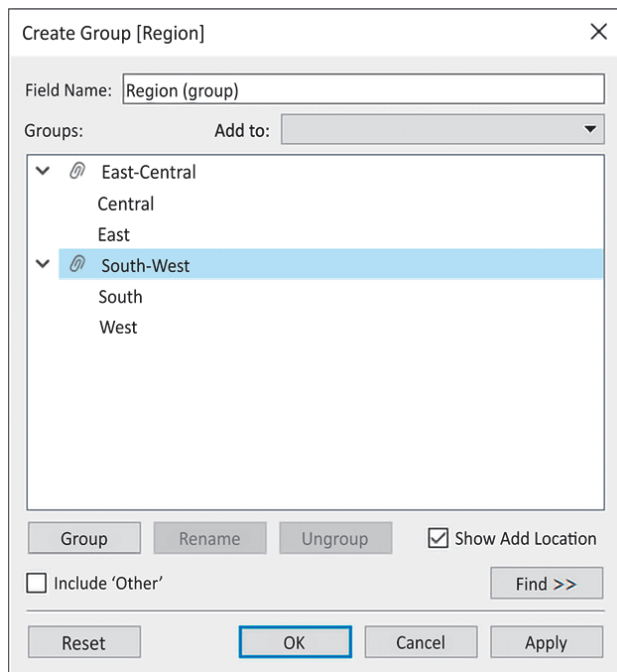 Create Group [Region]
Field Name: Region (group)
Groups: Add to:
East-Central
Central
East
South-West
South
West
Group Rename Ungroup Show Add Location
Include ‘Other’ Find >>
Reset OK Cancel Apply